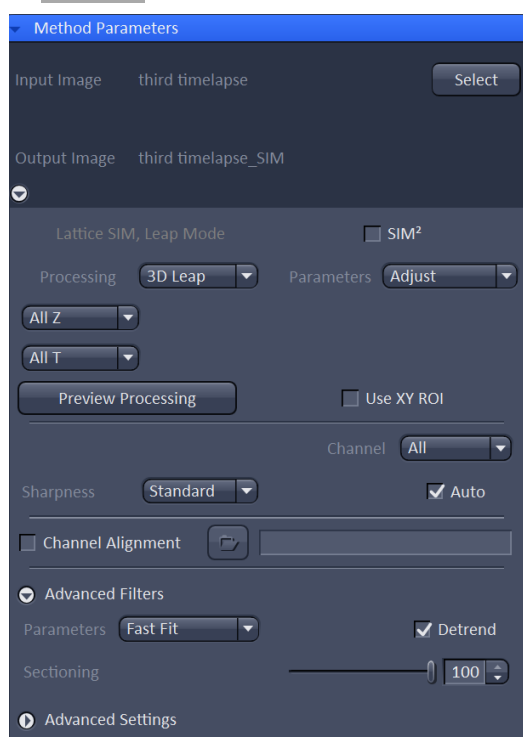 Method Parameters
Input Image third timelapse Select
Output Image third timelapse_SIM
Lattice SIM, Leap Mode SIM²
Processing 3D Leap Parameters Adjust
All Z
All T
Preview Processing Use XY ROI
Channel All
Sharpness Standard Auto
Channel Alignment
Advanced Filters
Parameters Fast Fit Detrend
Sectioning 100
Advanced Settings